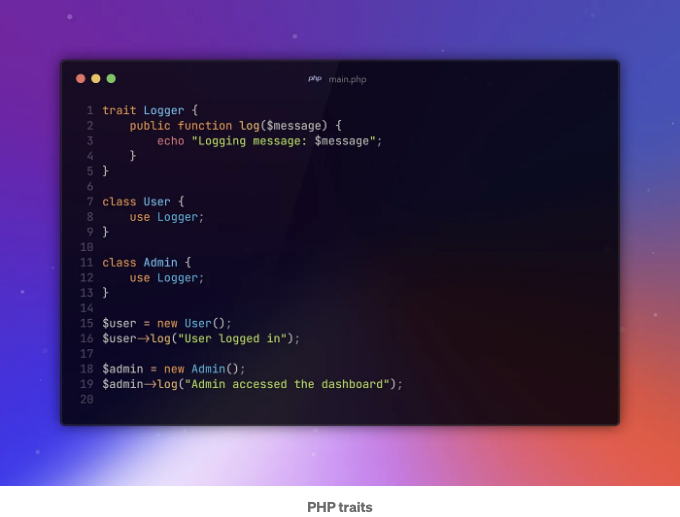 php main.php
1 trait Logger {
2     public function log($message) {
3         echo "Logging message: $message";
4     }
5 }
6
7 class User {
8     use Logger;
9 }
10
11 class Admin {
12     use Logger;
13 }
14
15 $user = new User();
16 $user->log("User logged in");
17
18 $admin = new Admin();
19 $admin->log("Admin accessed the dashboard");
20
PHP traits